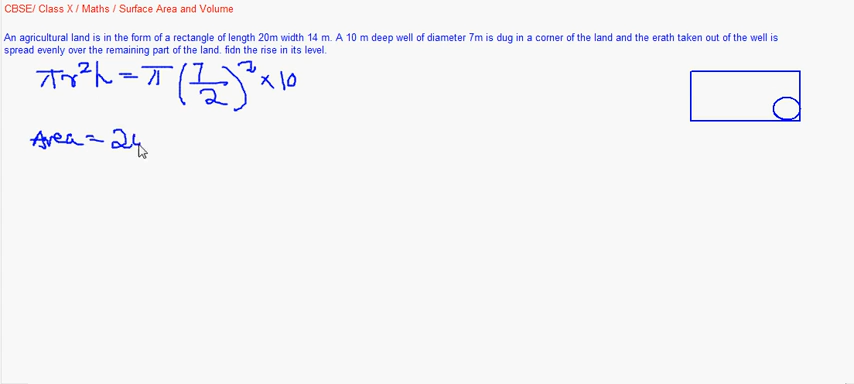 CBSE/ Class X / Maths / Surface Area and Volume
An agricultural land is in the form of a rectangle of length 20m width 14 m. A 10 m deep well of diameter 7m is dug in a corner of the land and the erath taken out of the well is
spread evenly over the remaining part of the land. fidn the rise in its level.
πr²h = π(7/2)² × 10
Area = 20